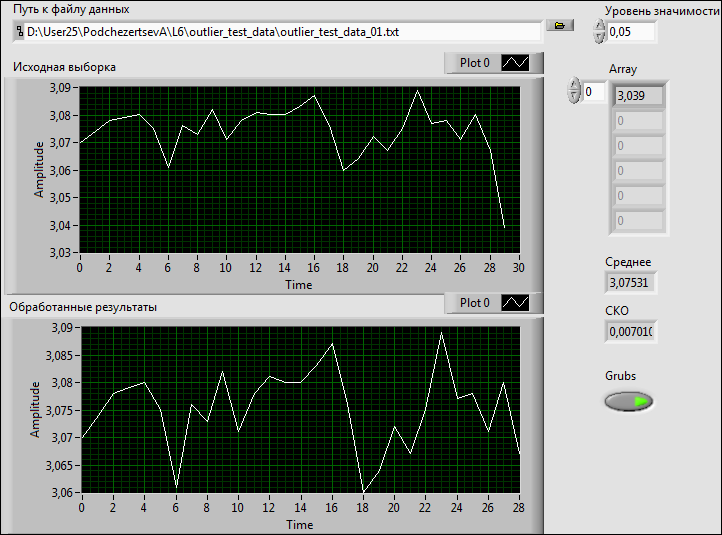 Путь к файлу данных
D:\User25\PodchezertsevA\L6\outlier_test_data\outlier_test_data_01.txt
Уровень значимости
0,05
Исходная выборка
Plot 0
Array
0
3,039
0
0
0
0
0
3,09
3,08
3,07
3,06
3,05
3,04
3,03
Amplitude
0 2 4 6 8 10 12 14 16 18 20 22 24 26 28 30
Time
Среднее
3,07531
СКО
0,007010
Grubs
Обработанные результаты
Plot 0
3,09
3,085
3,08
3,075
3,07
3,065
3,06
Amplitude
0 2 4 6 8 10 12 14 16 18 20 22 24 26 28
Time